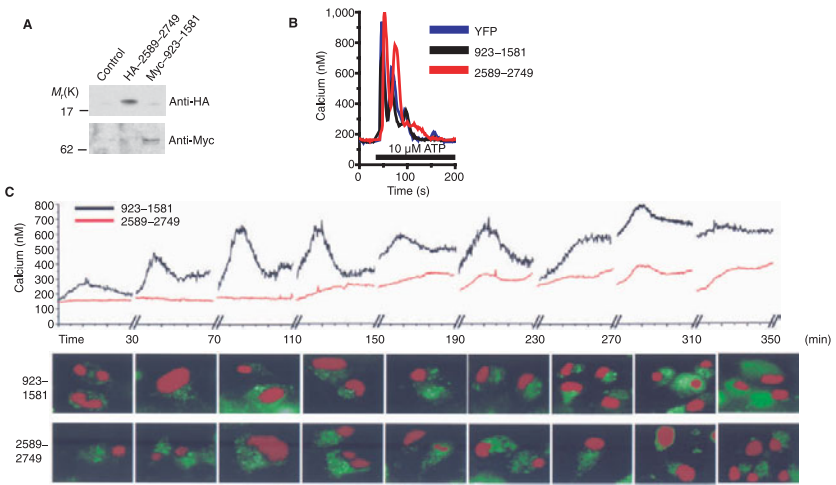 A
Control
HA–2589–2749
Myc–923–1581
Mr(K)
17
Anti-HA
62
Anti-Myc
B
Calcium (nM)
1,000
800
600
400
200
0
10 µM ATP
0 50 100 150 200
Time (s)
YFP
923–1581
2589–2749
C
Calcium (nM)
800
700
600
500
400
300
200
100
0
923–1581
2589–2749
Time 30 70 110 150 190 230 270 310 350 (min)
923–
1581
2589–
2749